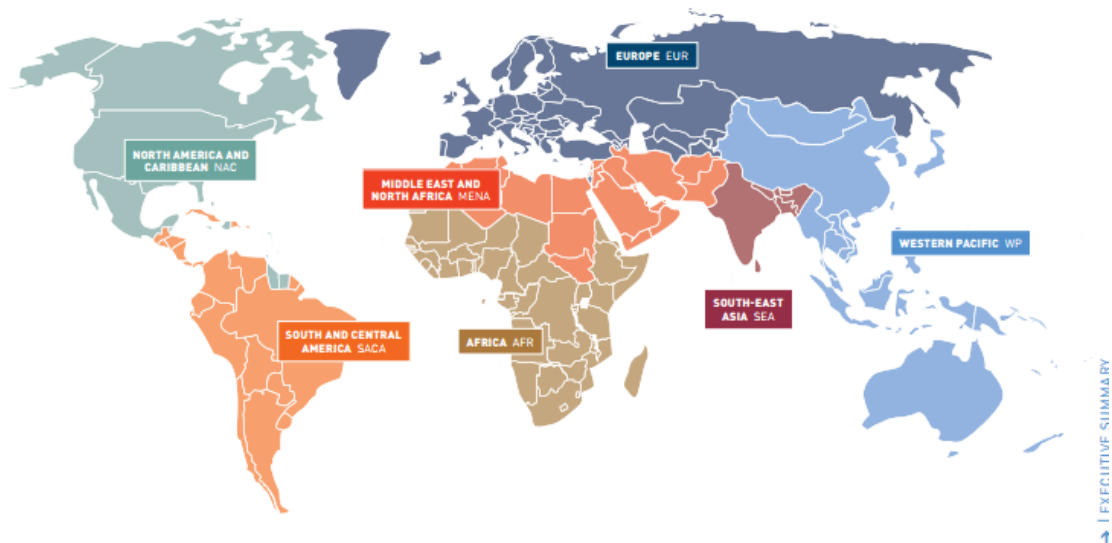 EUROPE EUR
NORTH AMERICA AND
CARIBBEAN NAC
MIDDLE EAST AND
NORTH AFRICA MENA
WESTERN PACIFIC WP
SOUTH-EAST
ASIA SEA
SOUTH AND CENTRAL
AMERICA SACA
AFRICA AFR
→ | EXECUTIVE SUMMARY